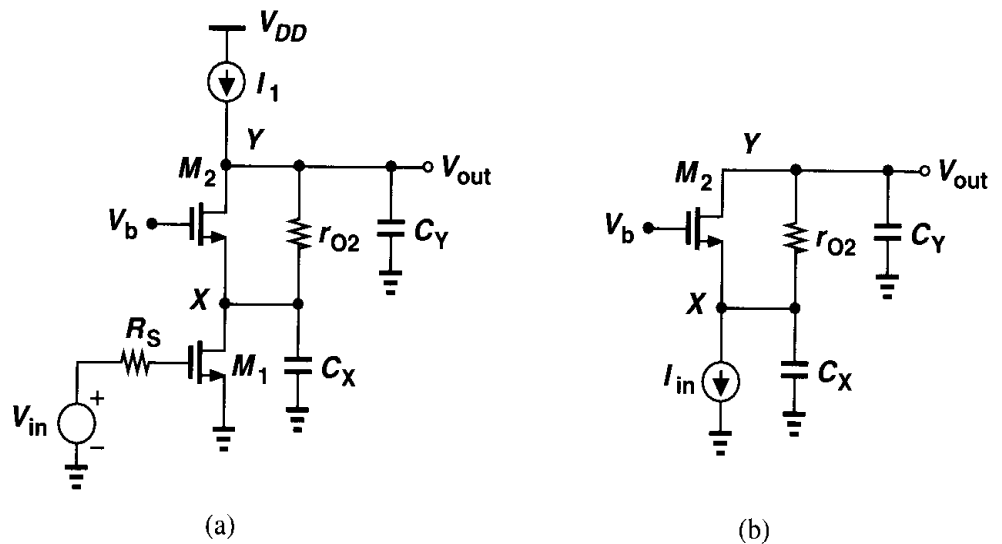 V_DD
I_1
Y
M_2
V_out
V_b
r_O2
C_Y
X
R_S
M_1
C_X
V_in
+
−
(a)
Y
M_2
V_out
V_b
r_O2
C_Y
X
I_in
C_X
(b)